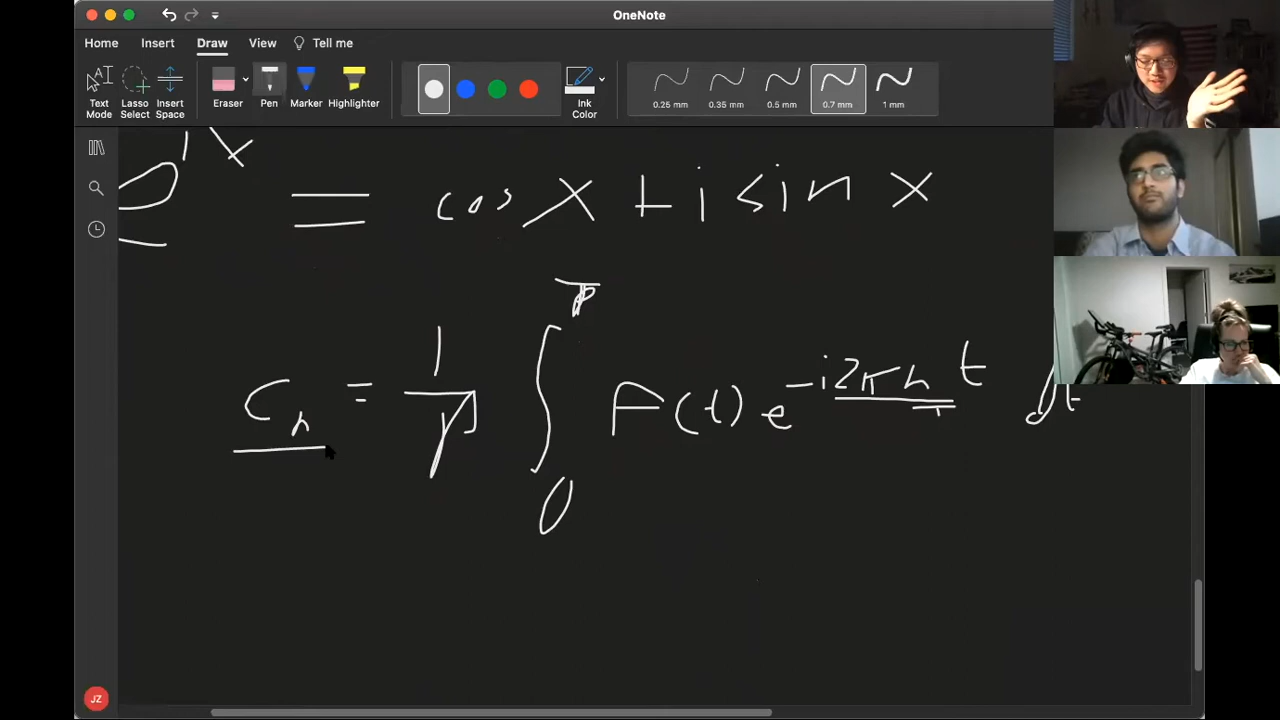 OneNote
Home Insert Draw View Tell me
Text Mode Lasso Select Insert Space Eraser Pen Marker Highlighter Ink Color 0.25 mm 0.35 mm 0.5 mm 0.7 mm 1 mm
e^{ix} = cos x + i sin x
C_n = 1/P ∫_0^P f(t) e^{-i 2πn/T t} dt
JZ